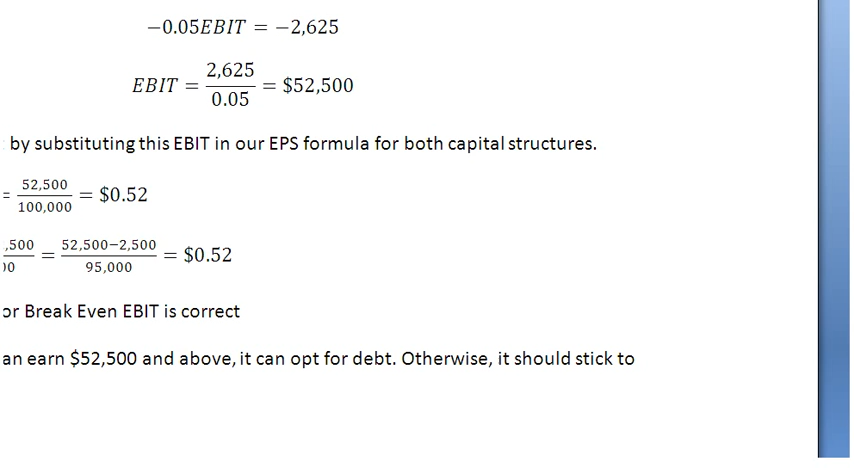 −0.05EBIT = −2,625
EBIT = 2,625 / 0.05 = $52,500
by substituting this EBIT in our EPS formula for both capital structures.
= 52,500 / 100,000 = $0.52
,500 / 00 = 52,500−2,500 / 95,000 = $0.52
or Break Even EBIT is correct
an earn $52,500 and above, it can opt for debt. Otherwise, it should stick to